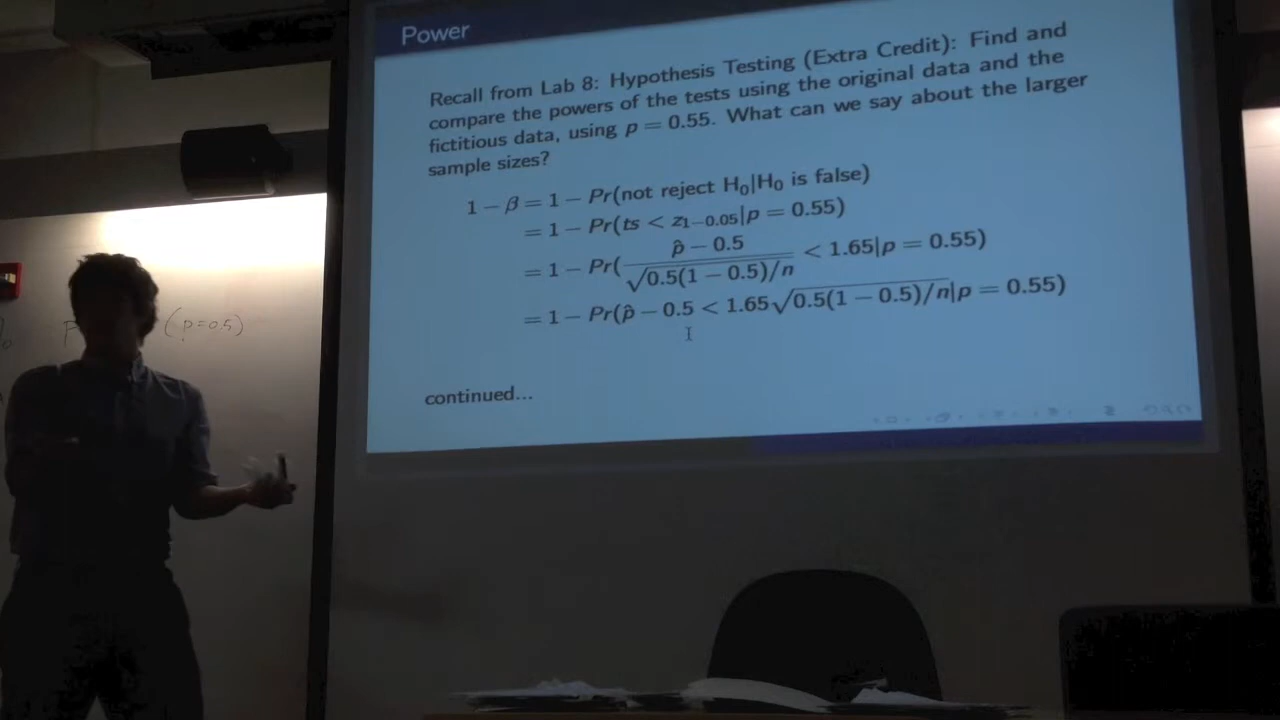 Power
Recall from Lab 8: Hypothesis Testing (Extra Credit): Find and
compare the powers of the tests using the original data and the
fictitious data, using p = 0.55. What can we say about the larger
sample sizes?
1 − β = 1 − Pr(not reject H₀|H₀ is false)
= 1 − Pr(ts < z₁₋₀.₀₅|p = 0.55)
= 1 − Pr( p̂ − 0.5 / √0.5(1 − 0.5)/n < 1.65|p = 0.55)
= 1 − Pr(p̂ − 0.5 < 1.65√0.5(1 − 0.5)/n|p = 0.55)
continued...
(p=0.5)